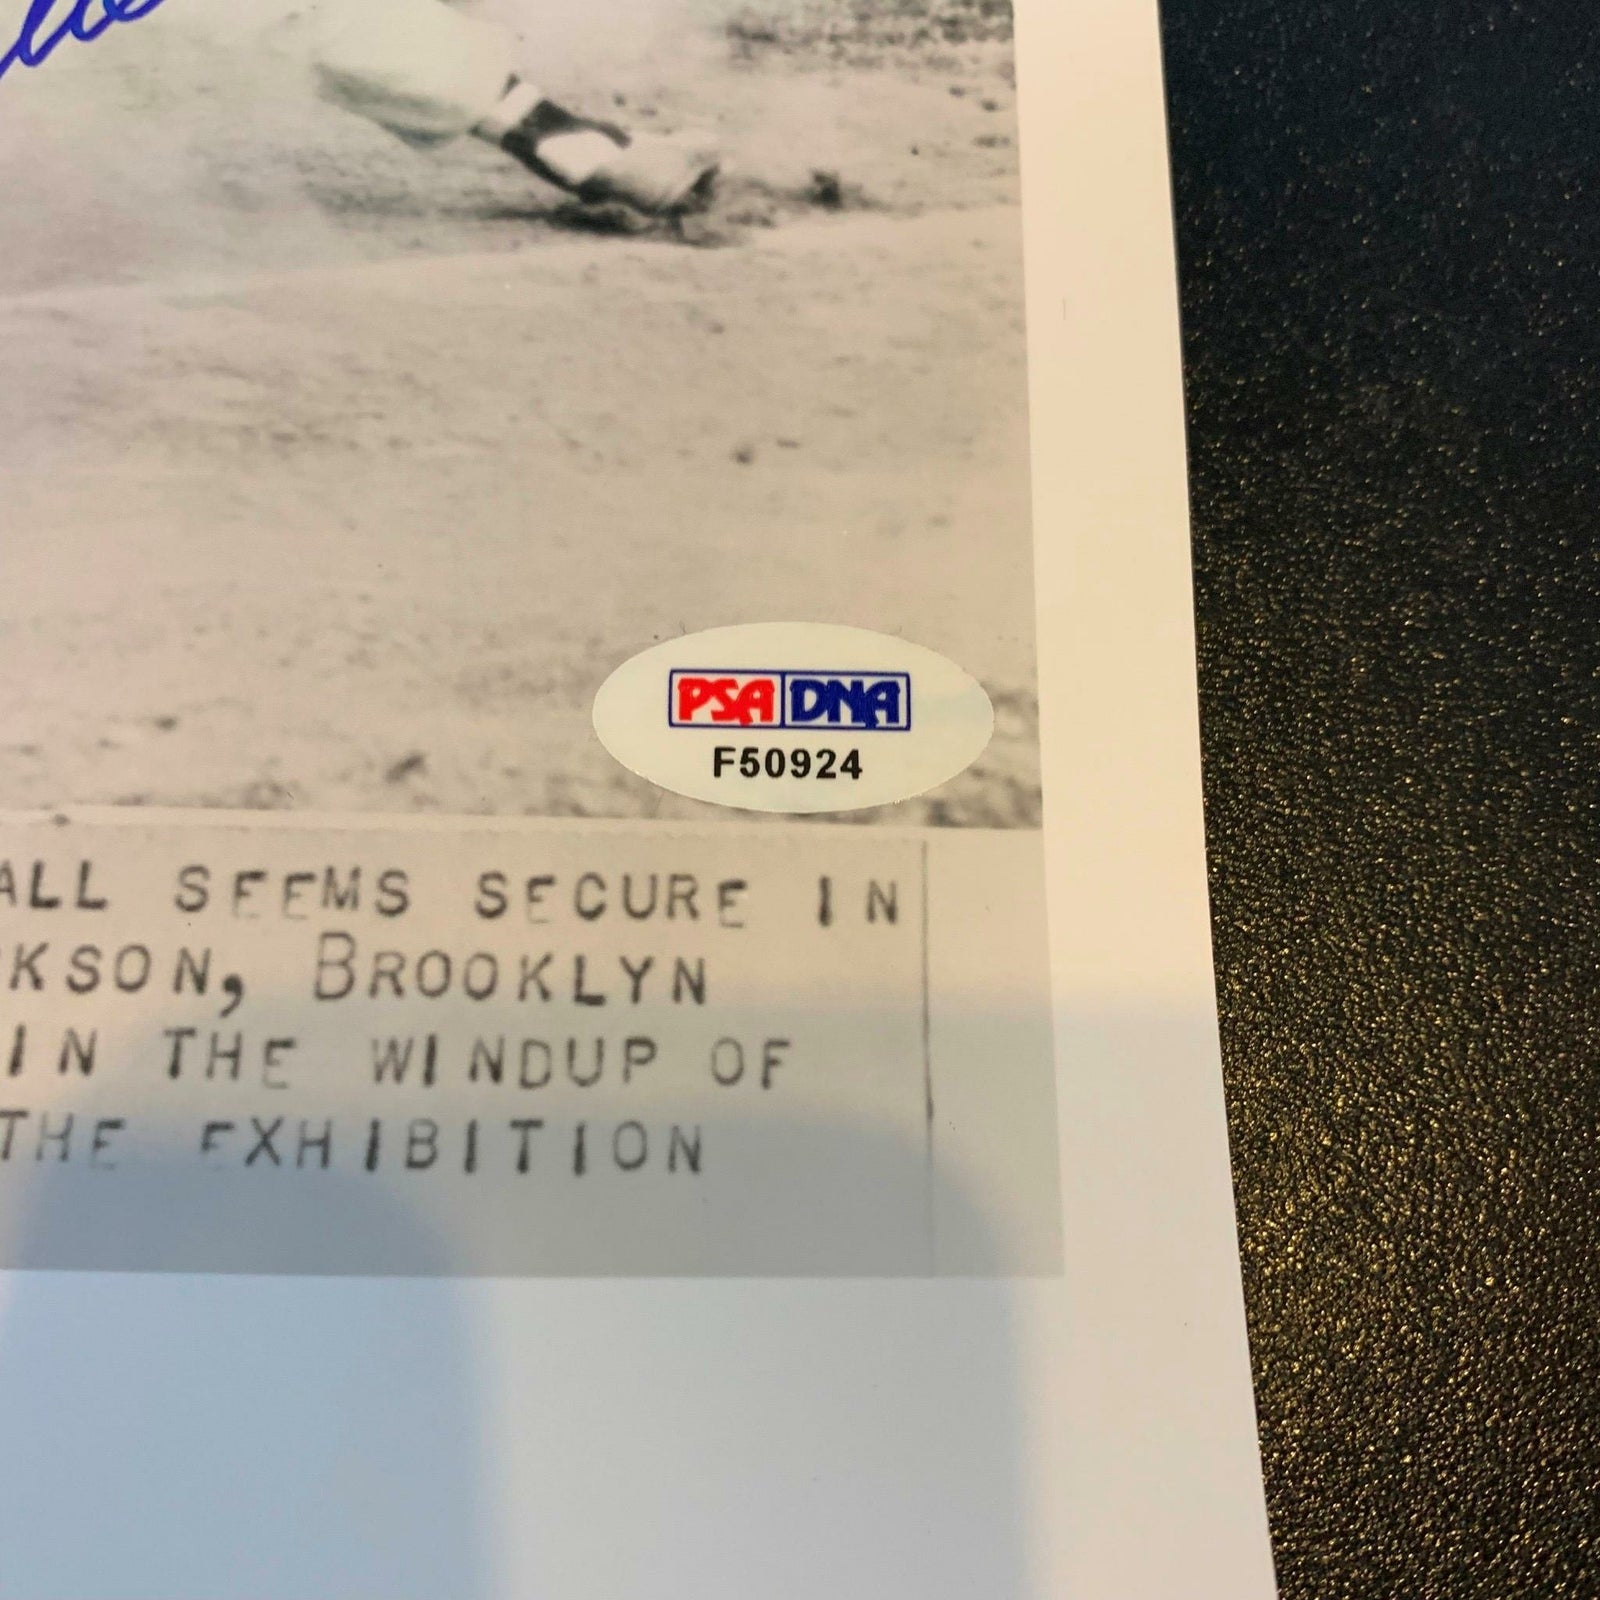 PSA DNA
F50924
ALL SEEMS SECURE IN
KSON, BROOKLYN
IN THE WINDUP OF
THE EXHIBITION